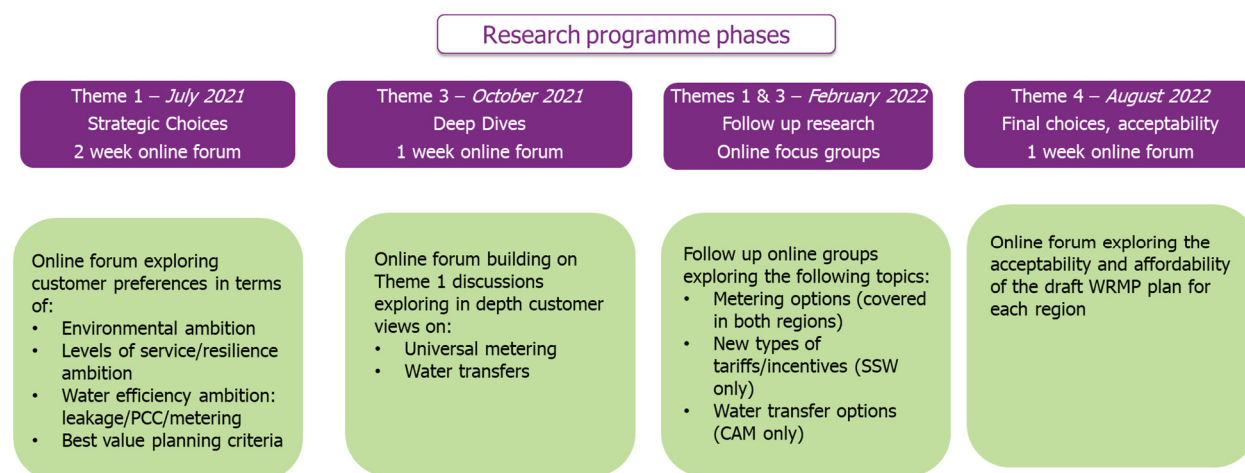 Research programme phases
Theme 1 – July 2021
Strategic Choices
2 week online forum
Theme 3 – October 2021
Deep Dives
1 week online forum
Themes 1 & 3 – February 2022
Follow up research
Online focus groups
Theme 4 – August 2022
Final choices, acceptability
1 week online forum
Online forum exploring
customer preferences in terms
of:
• Environmental ambition
• Levels of service/resilience
ambition
• Water efficiency ambition:
leakage/PCC/metering
• Best value planning criteria
Online forum building on
Theme 1 discussions
exploring in depth customer
views on:
• Universal metering
• Water transfers
Follow up online groups
exploring the following topics:
• Metering options (covered
in both regions)
• New types of
tariffs/incentives (SSW
only)
• Water transfer options
(CAM only)
Online forum exploring the
acceptability and affordability
of the draft WRMP plan for
each region